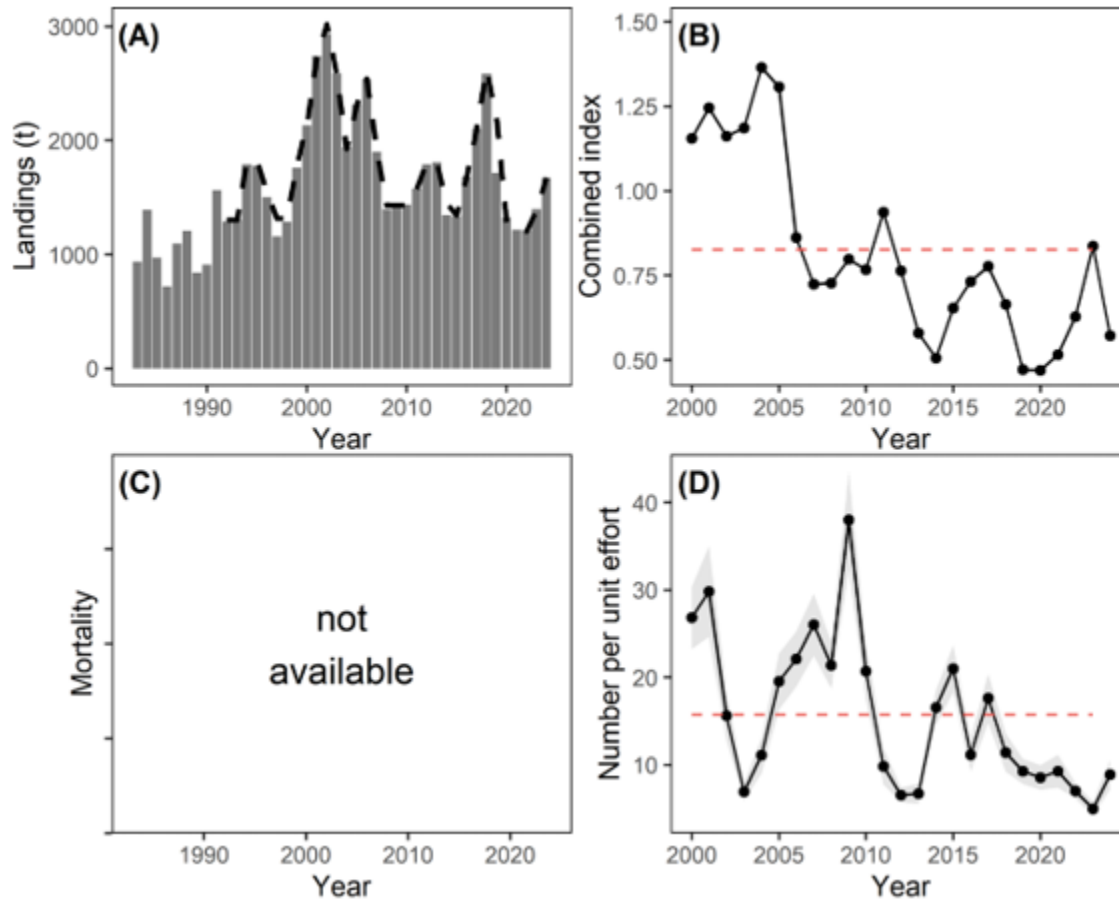 (A)
Landings (t)
3000
2000
1000
0
1990
2000
2010
2020
Year
(B)
Combined index
1.50
1.25
1.00
0.75
0.50
2000
2005
2010
2015
2020
Year
(C)
Mortality
not
available
1990
2000
2010
2020
Year
(D)
Number per unit effort
40
30
20
10
2000
2005
2010
2015
2020
Year